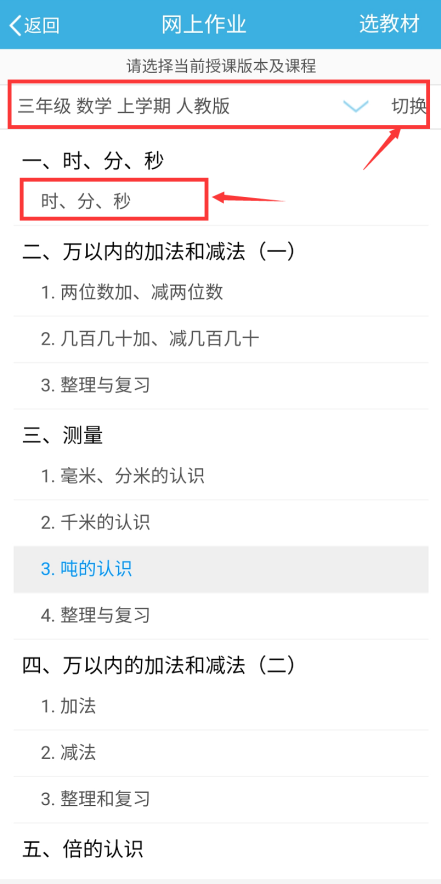 返回 网上作业 选教材
请选择当前授课版本及课程
三年级 数学 上学期 人教版 切换
一、时、分、秒
时、分、秒
二、万以内的加法和减法（一）
1. 两位数加、减两位数
2. 几百几十加、减几百几十
3. 整理与复习
三、测量
1. 毫米、分米的认识
2. 千米的认识
3. 吨的认识
4. 整理与复习
四、万以内的加法和减法（二）
1. 加法
2. 减法
3. 整理和复习
五、倍的认识